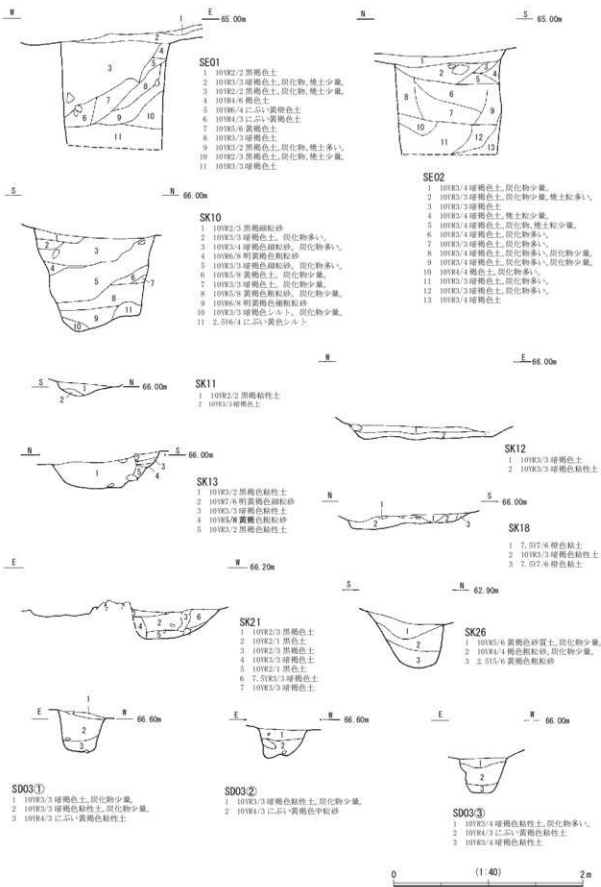 W E 65.00m
SE01
1 10YR2/2 黒褐色土
2 10YR3/3 暗褐色土,炭化物,焼土少量。
3 10YR2/2 黒褐色土,炭化物,焼土少量。
4 10YR4/6 褐色土
5 10YR6/4 にぶい黄橙色土
6 10YR4/3 にぶい黄褐色土
7 10YR5/6 黄褐色土
8 10YR3/3 暗褐色土
9 10YR3/2 黒褐色土,炭化物,焼土多い。
10 10YR2/3 黒褐色土,炭化物,焼土少量。
11 10YR3/3 暗褐色土
N S 65.00m
SE02
1 10YR3/4 暗褐色土,炭化物少量。
2 10YR3/3 暗褐色土,炭化物少量,焼土粒多い。
3 10YR3/3 暗褐色土
4 10YR3/4 暗褐色土,焼土粒少量。
5 10YR3/4 暗褐色土,炭化物,焼土粒少量。
6 10YR3/4 暗褐色土,炭化物多い。
7 10YR3/3 暗褐色土,炭化物多い。
8 10YR3/4 暗褐色土,炭化物多い,炭化物少量。
9 10YR3/4 暗褐色土,炭化物多い,炭化物少量。
10 10YR4/4 褐色土,炭化物多い。
11 10YR3/3 暗褐色土,炭化物多い。
12 10YR3/3 暗褐色土,炭化物多い。
13 10YR3/4 暗褐色土
S N 66.00m
SK10
1 10YR2/3 黒褐細粒砂
2 10YR3/3 暗褐色土,炭化物多い。
3 10YR3/4 暗褐色細粒砂,炭化物多い。
4 10YR6/8 明黄褐色粗粒砂
5 10YR3/3 暗褐色細粒砂,炭化物多い。
6 10YR5/8 黄褐色土,炭化物少量。
7 10YR3/3 暗褐色土,炭化物少量。
8 10YR5/8 黄褐色粗粒砂,炭化物少量。
9 10YR6/8 明黄褐色極粗粒砂
10 10YR3/3 暗褐色シルト,炭化物少量。
11 2.5Y6/4 にぶい黄色シルト
S N 66.00m
SK11
1 10YR2/2 黒褐粘性土
2 10YR3/3 暗褐色土
W E 66.00m
SK12
1 10YR3/3 暗褐色土
2 10YR3/3 暗褐色粘性土
N S 66.00m
SK13
1 10YR3/2 黒褐色粘性土
2 10YR7/6 明黄褐色細粒砂
3 10YR3/3 暗褐色粘性土
4 10YR5/8 黄褐色粗粒砂
5 10YR3/2 黒褐色粘性土
N S 66.00m
SK18
1 7.5Y7/6 橙色粘土
2 10YR3/3 暗褐色粘性土
3 7.5Y7/6 橙色粘土
E W 66.20m
SK21
1 10YR2/3 黒褐色土
2 10YR2/1 黒色土
3 10YR2/3 黒褐色土
4 10YR3/3 暗褐色土
5 10YR2/1 黒色土
6 7.5YR3/3 暗褐色土
7 10YR3/3 暗褐色土
S N 62.90m
SK26
1 10YR5/6 黄褐色砂質土,炭化物少量。
2 10YR4/4 褐色粗粒砂,炭化物少量。
3 2.5Y5/6 黄褐色粗粒砂
E W 66.60m
SD03①
1 10YR3/3 暗褐色土,炭化物少量。
2 10YR3/3 暗褐色粘性土,炭化物少量。
3 10YR4/3 にぶい黄褐色粘性土
E W 66.60m
SD03②
1 10YR3/3 暗褐色粘性土,炭化物少量。
2 10YR4/3 にぶい黄褐色中粒砂
E W 66.00m
SD03③
1 10YR3/4 暗褐色粘性土,炭化物多い。
2 10YR4/3 にぶい黄褐色粘性土
3 10YR3/4 暗褐色粘性土
0 (1:40) 2m